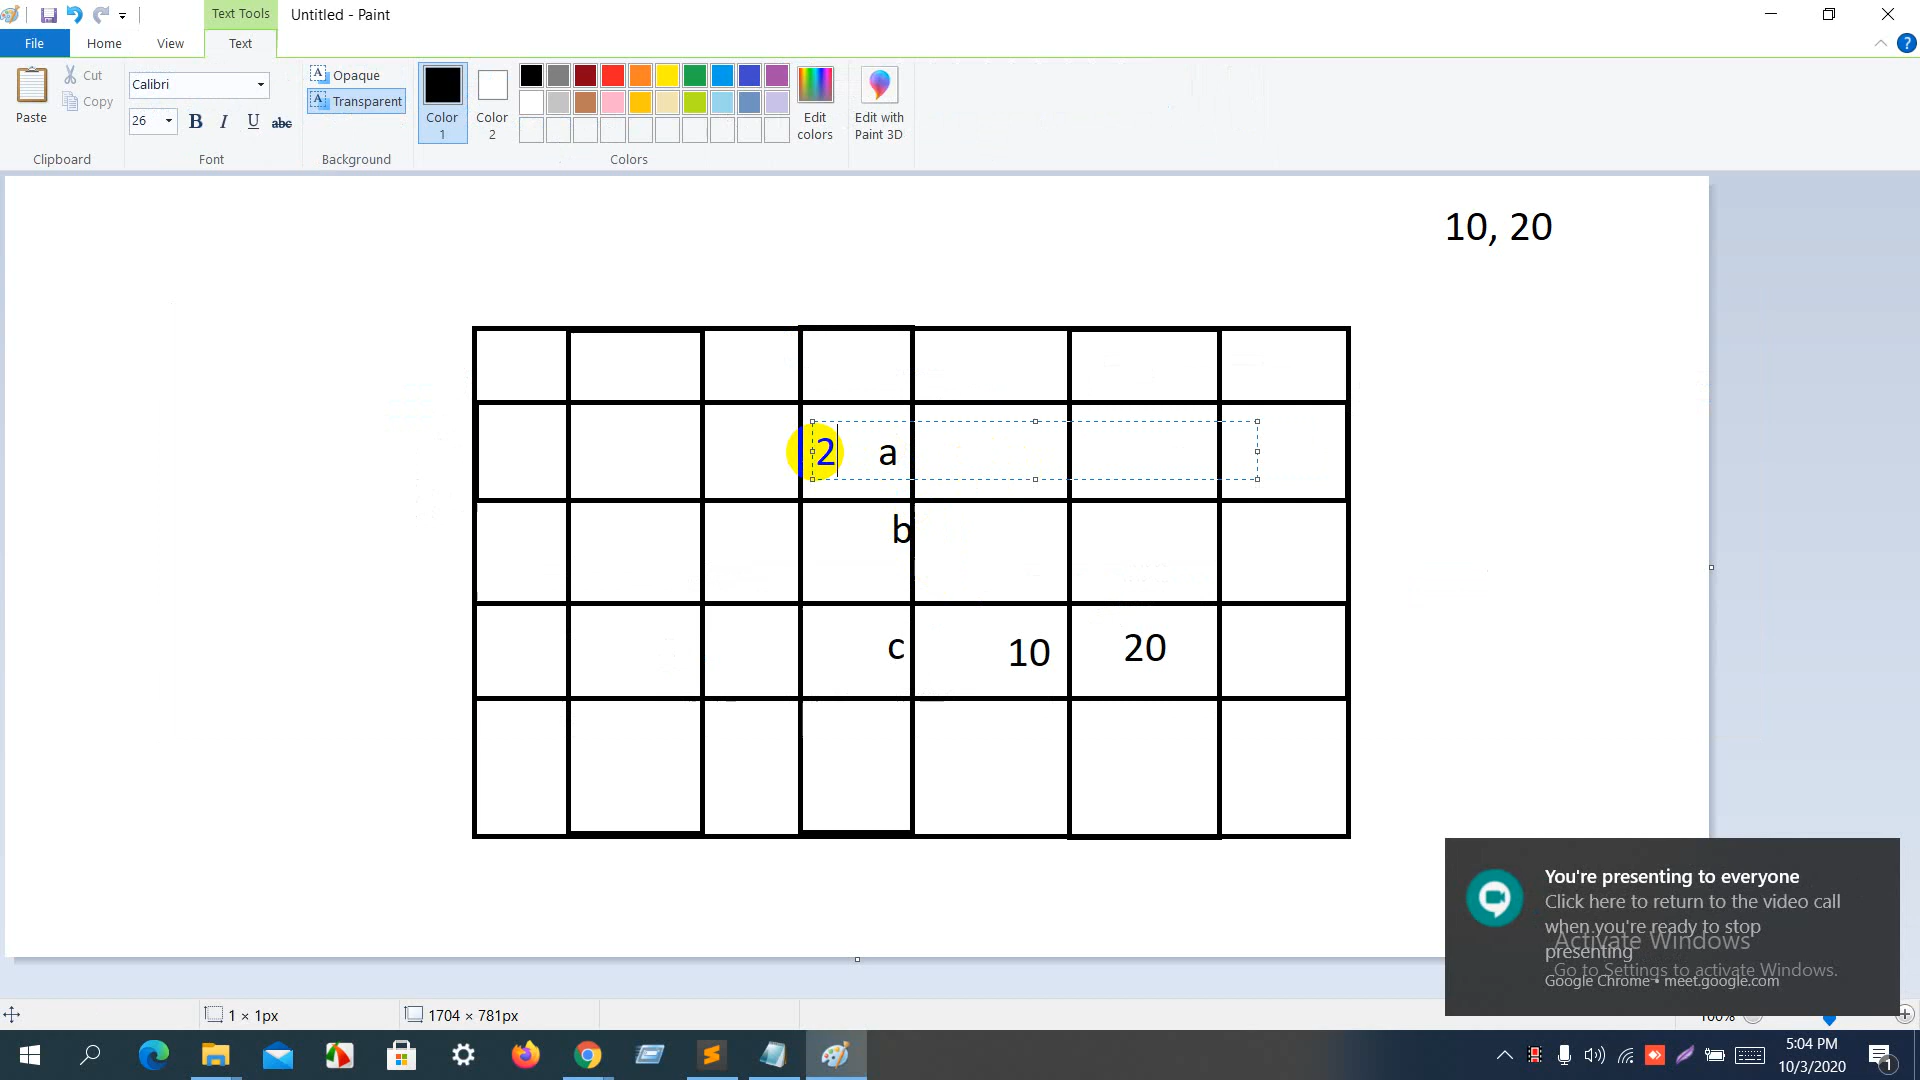 Text Tools
Untitled - Paint
File
Home
View
Text
Paste
Cut
Copy
Clipboard
Calibri
26
B I U abc
Font
Opaque
Transparent
Background
Color 1
Color 2
Edit colors
Colors
Edit with Paint 3D
10, 20
2 a
b
c 10 20
You're presenting to everyone
Click here to return to the video call
when you're ready to stop
presenting
Google Chrome • meet.google.com
Activate Windows
Go to Settings to activate Windows.
1 × 1px
1704 × 781px
100%
5:04 PM
10/3/2020
1